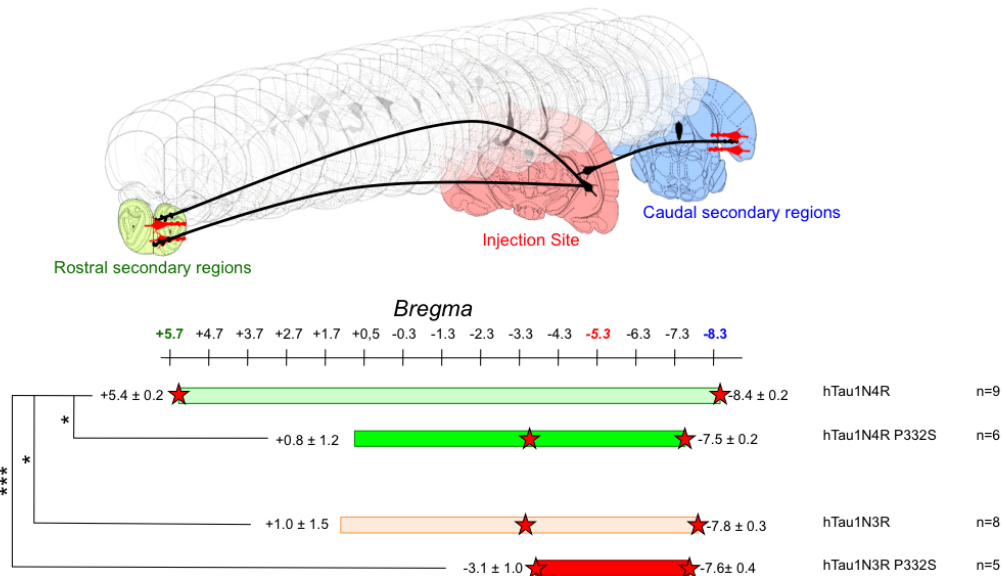 Caudal secondary regions
Injection Site
Rostral secondary regions
Bregma
+5.7 +4.7 +3.7 +2.7 +1.7 +0,5 -0.3 -1.3 -2.3 -3.3 -4.3 -5.3 -6.3 -7.3 -8.3
+5.4 ± 0.2 -8.4 ± 0.2 hTau1N4R n=9
* +0.8 ± 1.2 -7.5 ± 0.2 hTau1N4R P332S n=6
*
***
+1.0 ± 1.5 -7.8 ± 0.3 hTau1N3R n=8
-3.1 ± 1.0 -7.6± 0.4 hTau1N3R P332S n=5